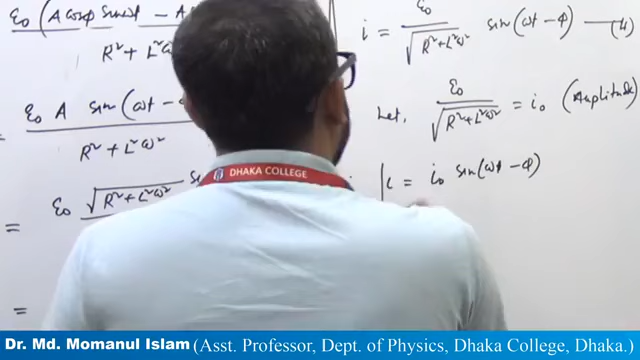 ε₀ (A cosφ sinωt − A
R² + L²ω²
i = ε₀ / √(R² + L²ω²) sin(ωt − φ) —(4)
ε₀ A sin(ωt −
R² + L²ω²
Let, ε₀ / √(R² + L²ω²) = i₀ (Amplitude)
DHAKA COLLEGE
= ε₀ √(R² + L²ω²)
i = i₀ sin(ωt − φ)
=
Dr. Md. Momanul Islam (Asst. Professor, Dept. of Physics, Dhaka College, Dhaka.)